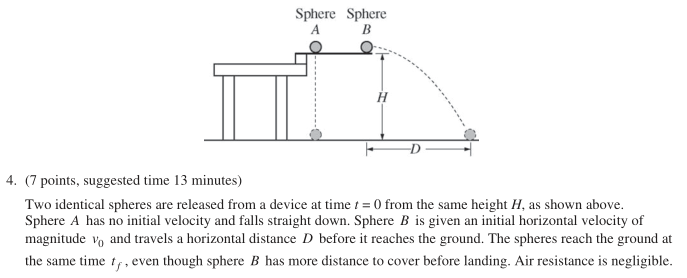 Sphere Sphere
A B
H
D
4. (7 points, suggested time 13 minutes)
Two identical spheres are released from a device at time t = 0 from the same height H, as shown above.
Sphere A has no initial velocity and falls straight down. Sphere B is given an initial horizontal velocity of
magnitude v₀ and travels a horizontal distance D before it reaches the ground. The spheres reach the ground at
the same time t_f, even though sphere B has more distance to cover before landing. Air resistance is negligible.